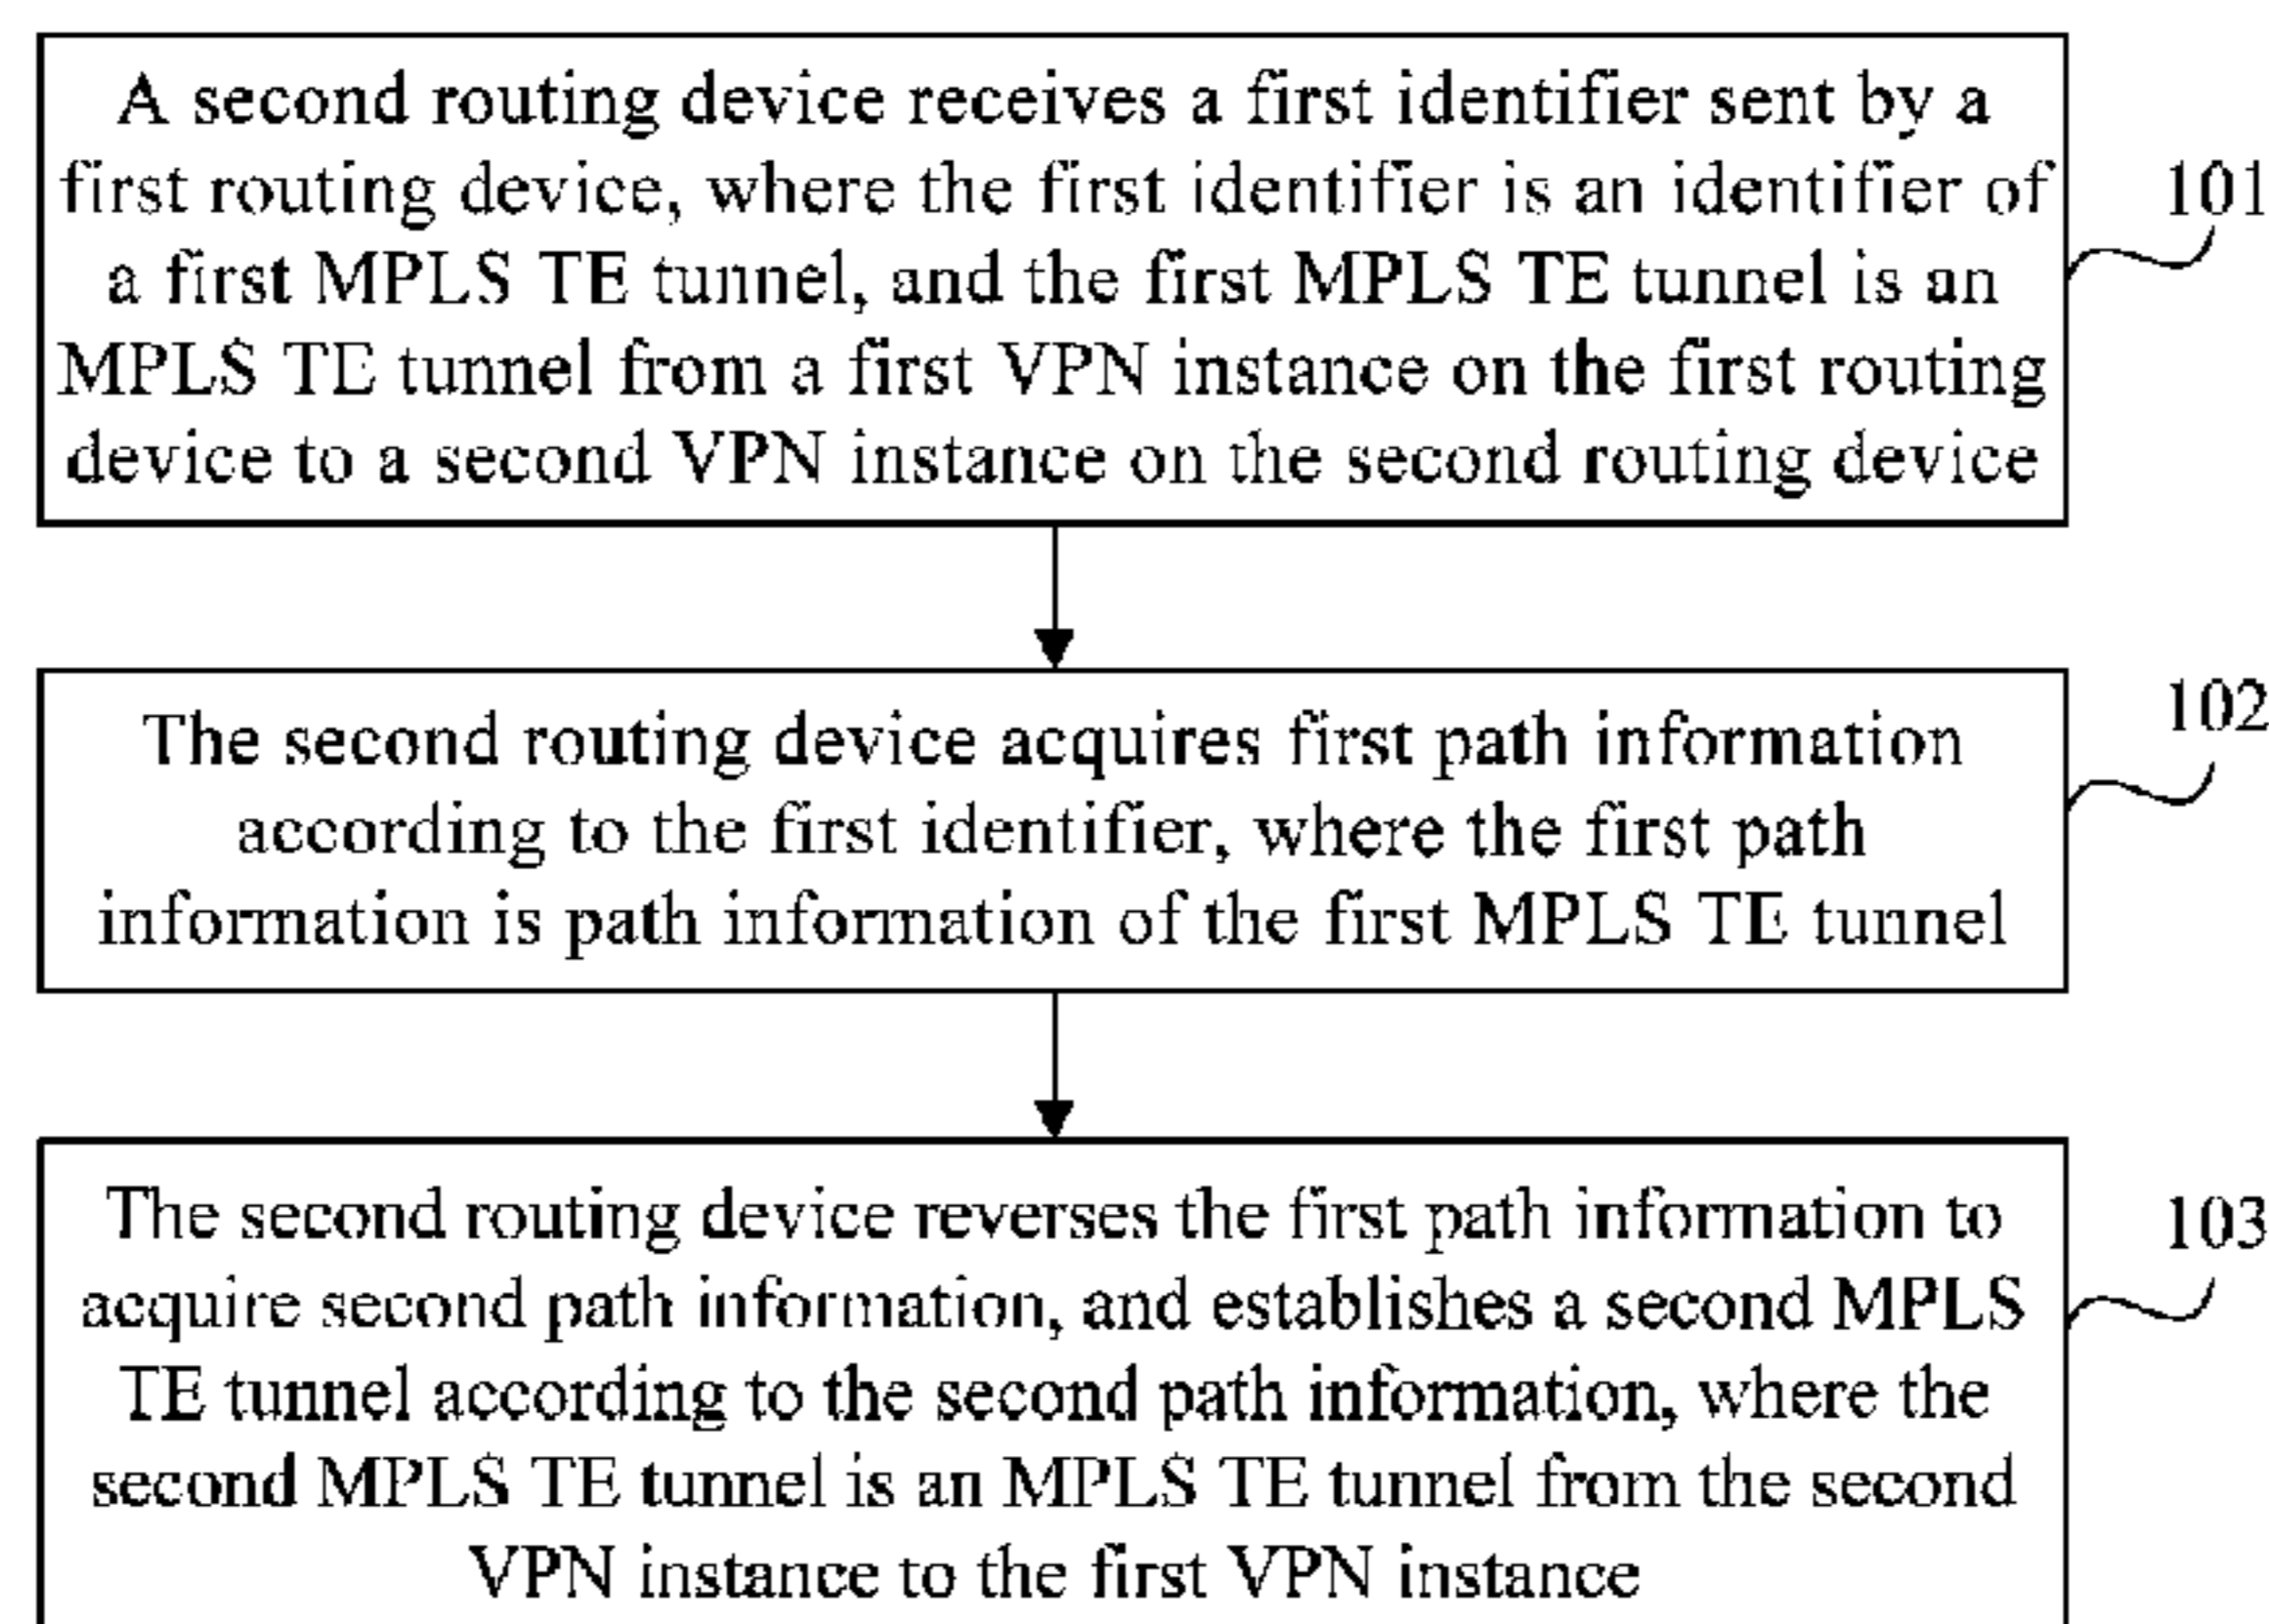 A second routing device receives a first identifier sent by a
first routing device, where the first identifier is an identifier of
a first MPLS TE tunnel, and the first MPLS TE tunnel is an
MPLS TE tunnel from a first VPN instance on the first routing
device to a second VPN instance on the second routing device
101
The second routing device acquires first path information
according to the first identifier, where the first path
information is path information of the first MPLS TE tunnel
102
The second routing device reverses the first path information to
acquire second path information, and establishes a second MPLS
TE tunnel according to the second path information, where the
second MPLS TE tunnel is an MPLS TE tunnel from the second
VPN instance to the first VPN instance
103